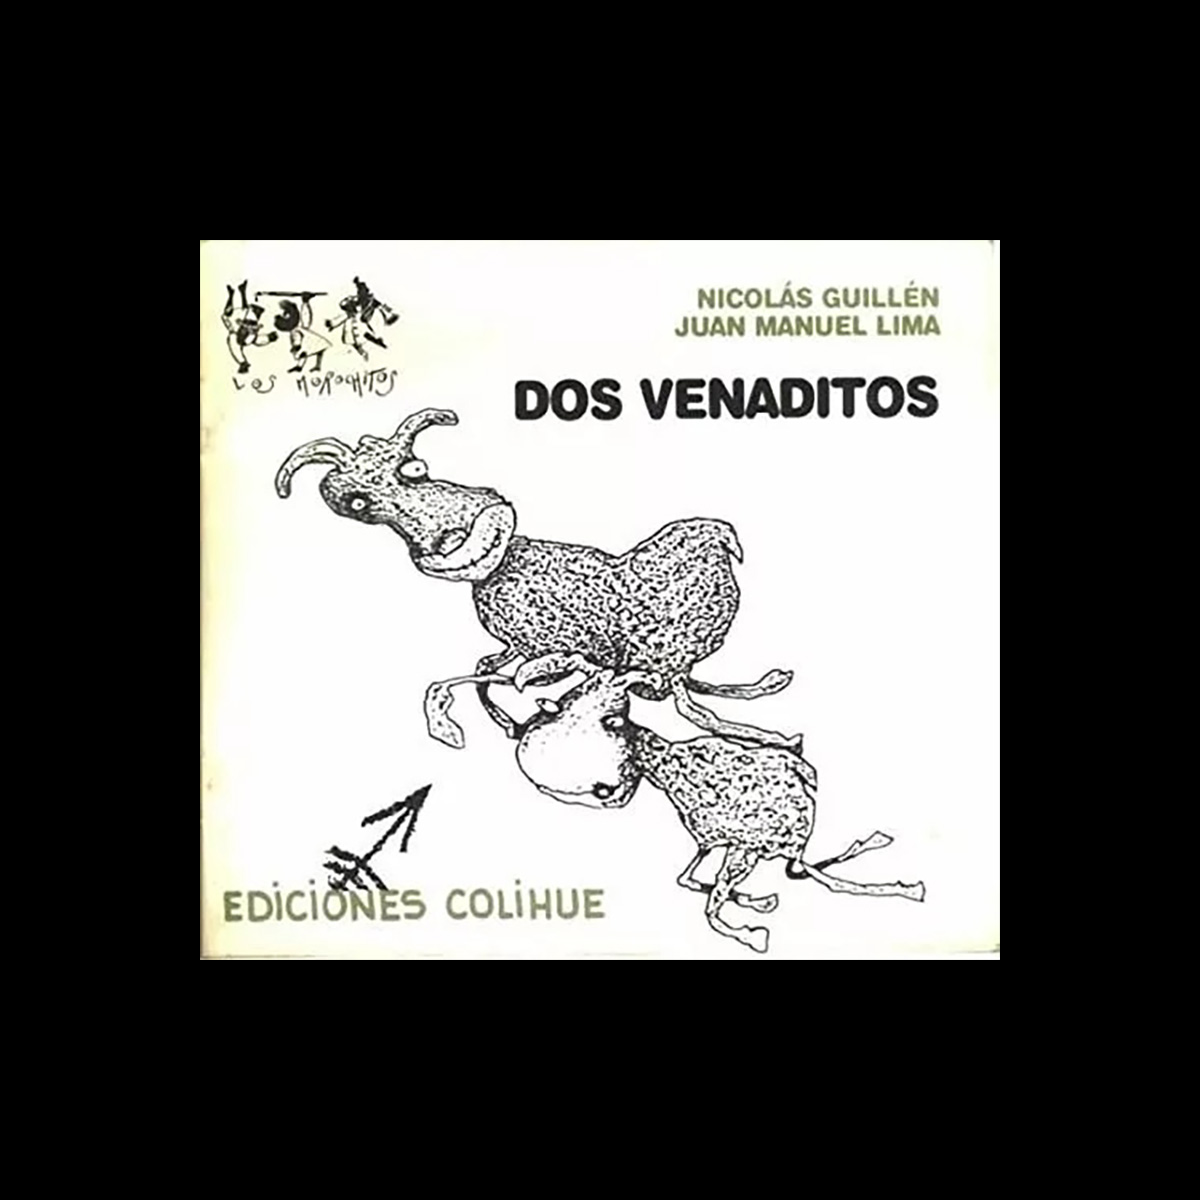 LOS MOROCHITOS
NICOLÁS GUILLÉN
JUAN MANUEL LIMA
DOS VENADITOS
EDICIONES COLIHUE